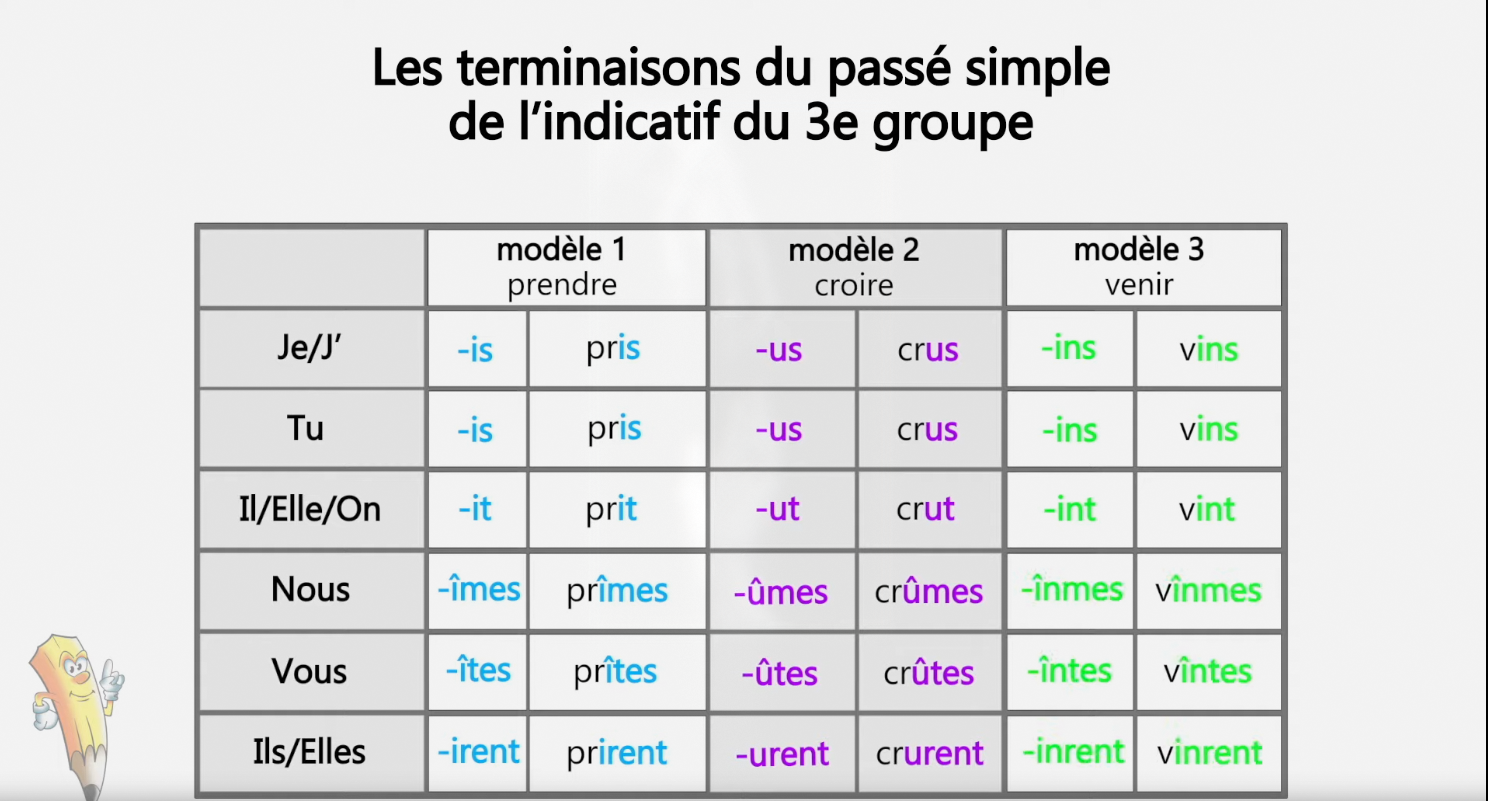 Les terminaisons du passé simple
de l’indicatif du 3e groupe
modèle 1 modèle 2 modèle 3
prendre croire venir
Je/J’ -is pris -us crus -ins vins
Tu -is pris -us crus -ins vins
Il/Elle/On -it prit -ut crut -int vint
Nous -îmes prîmes -ûmes crûmes -înmes vînmes
Vous -îtes prîtes -ûtes crûtes -întes vîntes
Ils/Elles -irent prirent -urent crurent -inrent vinrent